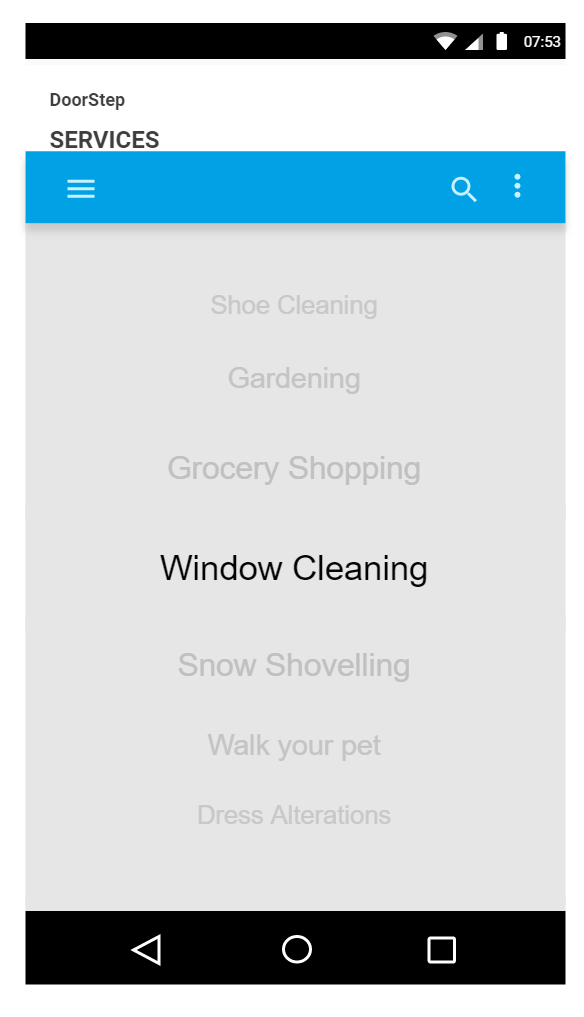 07:53
DoorStep
SERVICES
Shoe Cleaning
Gardening
Grocery Shopping
Window Cleaning
Snow Shovelling
Walk your pet
Dress Alterations